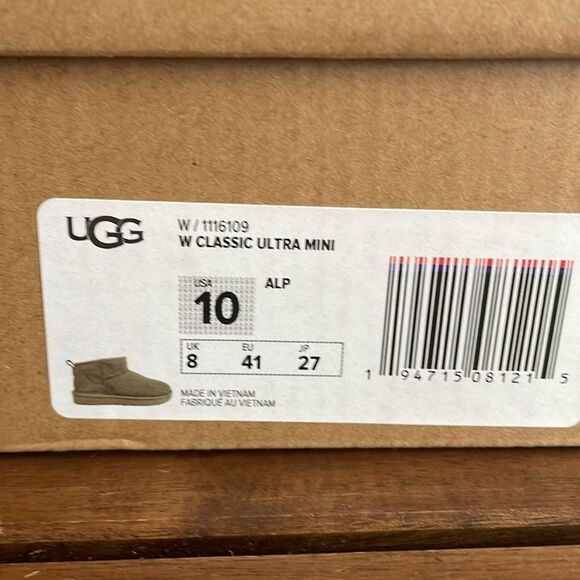 UGG
W / 1116109
W CLASSIC ULTRA MINI
USA
10
ALP
UK EU JP
8 41 27
MADE IN VIETNAM
FABRIQUÉ AU VIETNAM
1 94715 08121 5